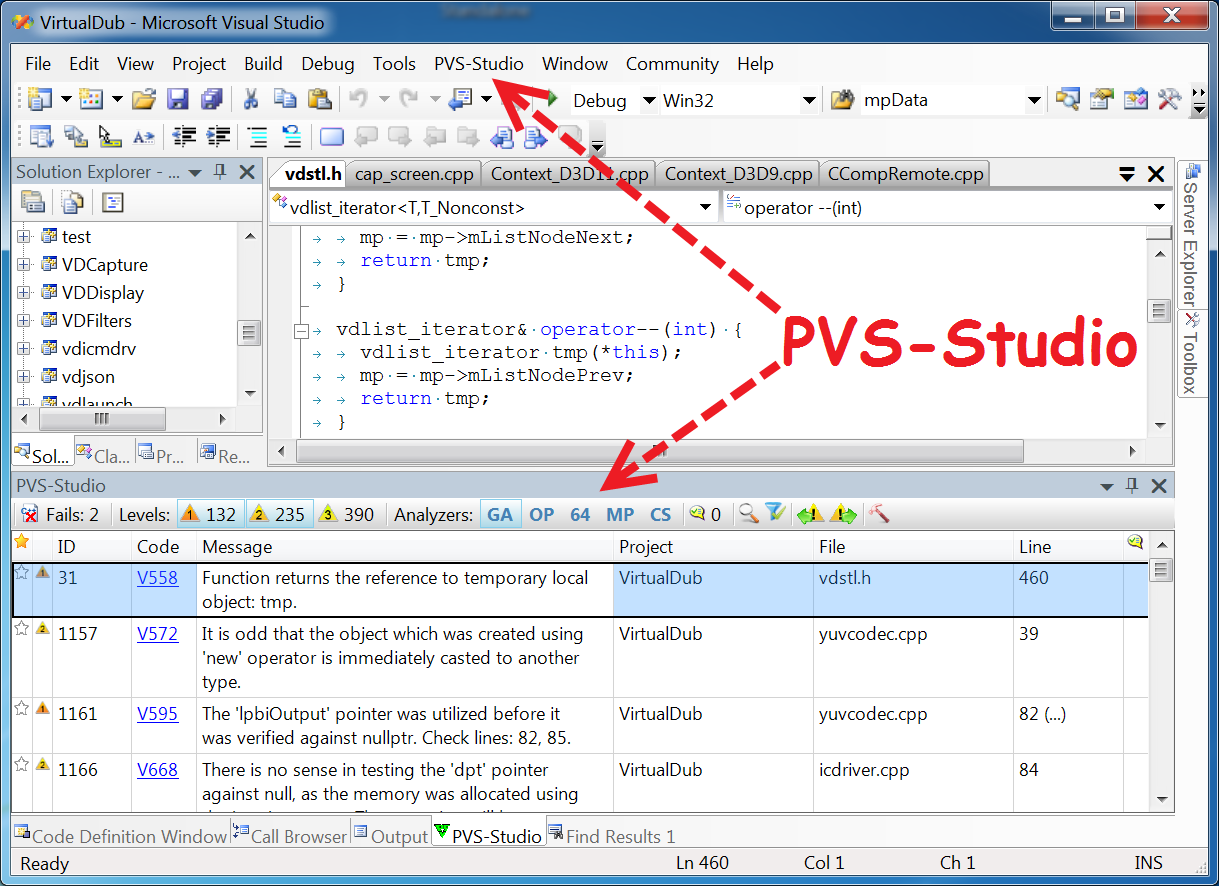 VirtualDub - Microsoft Visual Studio
File Edit View Project Build Debug Tools PVS-Studio Window Community Help
Debug Win32 mpData
Solution Explorer - ...
vdstl.h cap_screen.cpp Context_D3D11.cpp Context_D3D9.cpp CCompRemote.cpp
vdlist_iterator<T,T_Nonconst> operator --(int)
test
VDCapture
VDDisplay
VDFilters
vdicmdrv
vdjson
vdlaunch
Sol... Cla... Pr... Re...
mp = mp->mListNodeNext;
return tmp;
}
vdlist_iterator& operator--(int) {
vdlist_iterator tmp(*this);
mp = mp->mListNodePrev;
return tmp;
}
PVS-Studio
Server Explorer
Toolbox
PVS-Studio
Fails: 2 Levels: 1 132 2 235 3 390 Analyzers: GA OP 64 MP CS 0
ID Code Message Project File Line
1 31 V558 Function returns the reference to temporary local VirtualDub vdstl.h 460
object: tmp.
2 1157 V572 It is odd that the object which was created using VirtualDub yuvcodec.cpp 39
'new' operator is immediately casted to another
type.
1 1161 V595 The 'lpbiOutput' pointer was utilized before it VirtualDub yuvcodec.cpp 82 (...)
was verified against nullptr. Check lines: 82, 85.
2 1166 V668 There is no sense in testing the 'dpt' pointer VirtualDub icdriver.cpp 84
against null, as the memory was allocated using
Code Definition Window Call Browser Output PVS-Studio Find Results 1
Ready Ln 460 Col 1 Ch 1 INS